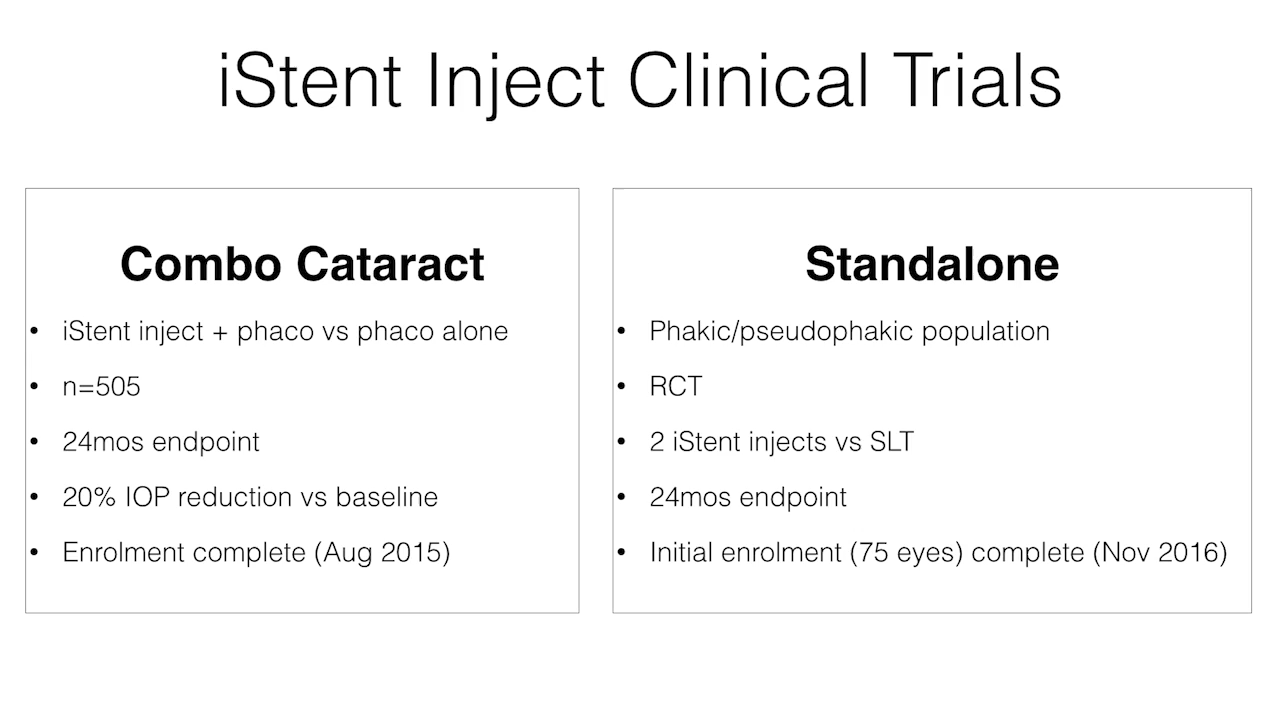 iStent Inject Clinical Trials
Combo Cataract
• iStent inject + phaco vs phaco alone
• n=505
• 24mos endpoint
• 20% IOP reduction vs baseline
• Enrolment complete (Aug 2015)
Standalone
• Phakic/pseudophakic population
• RCT
• 2 iStent injects vs SLT
• 24mos endpoint
• Initial enrolment (75 eyes) complete (Nov 2016)